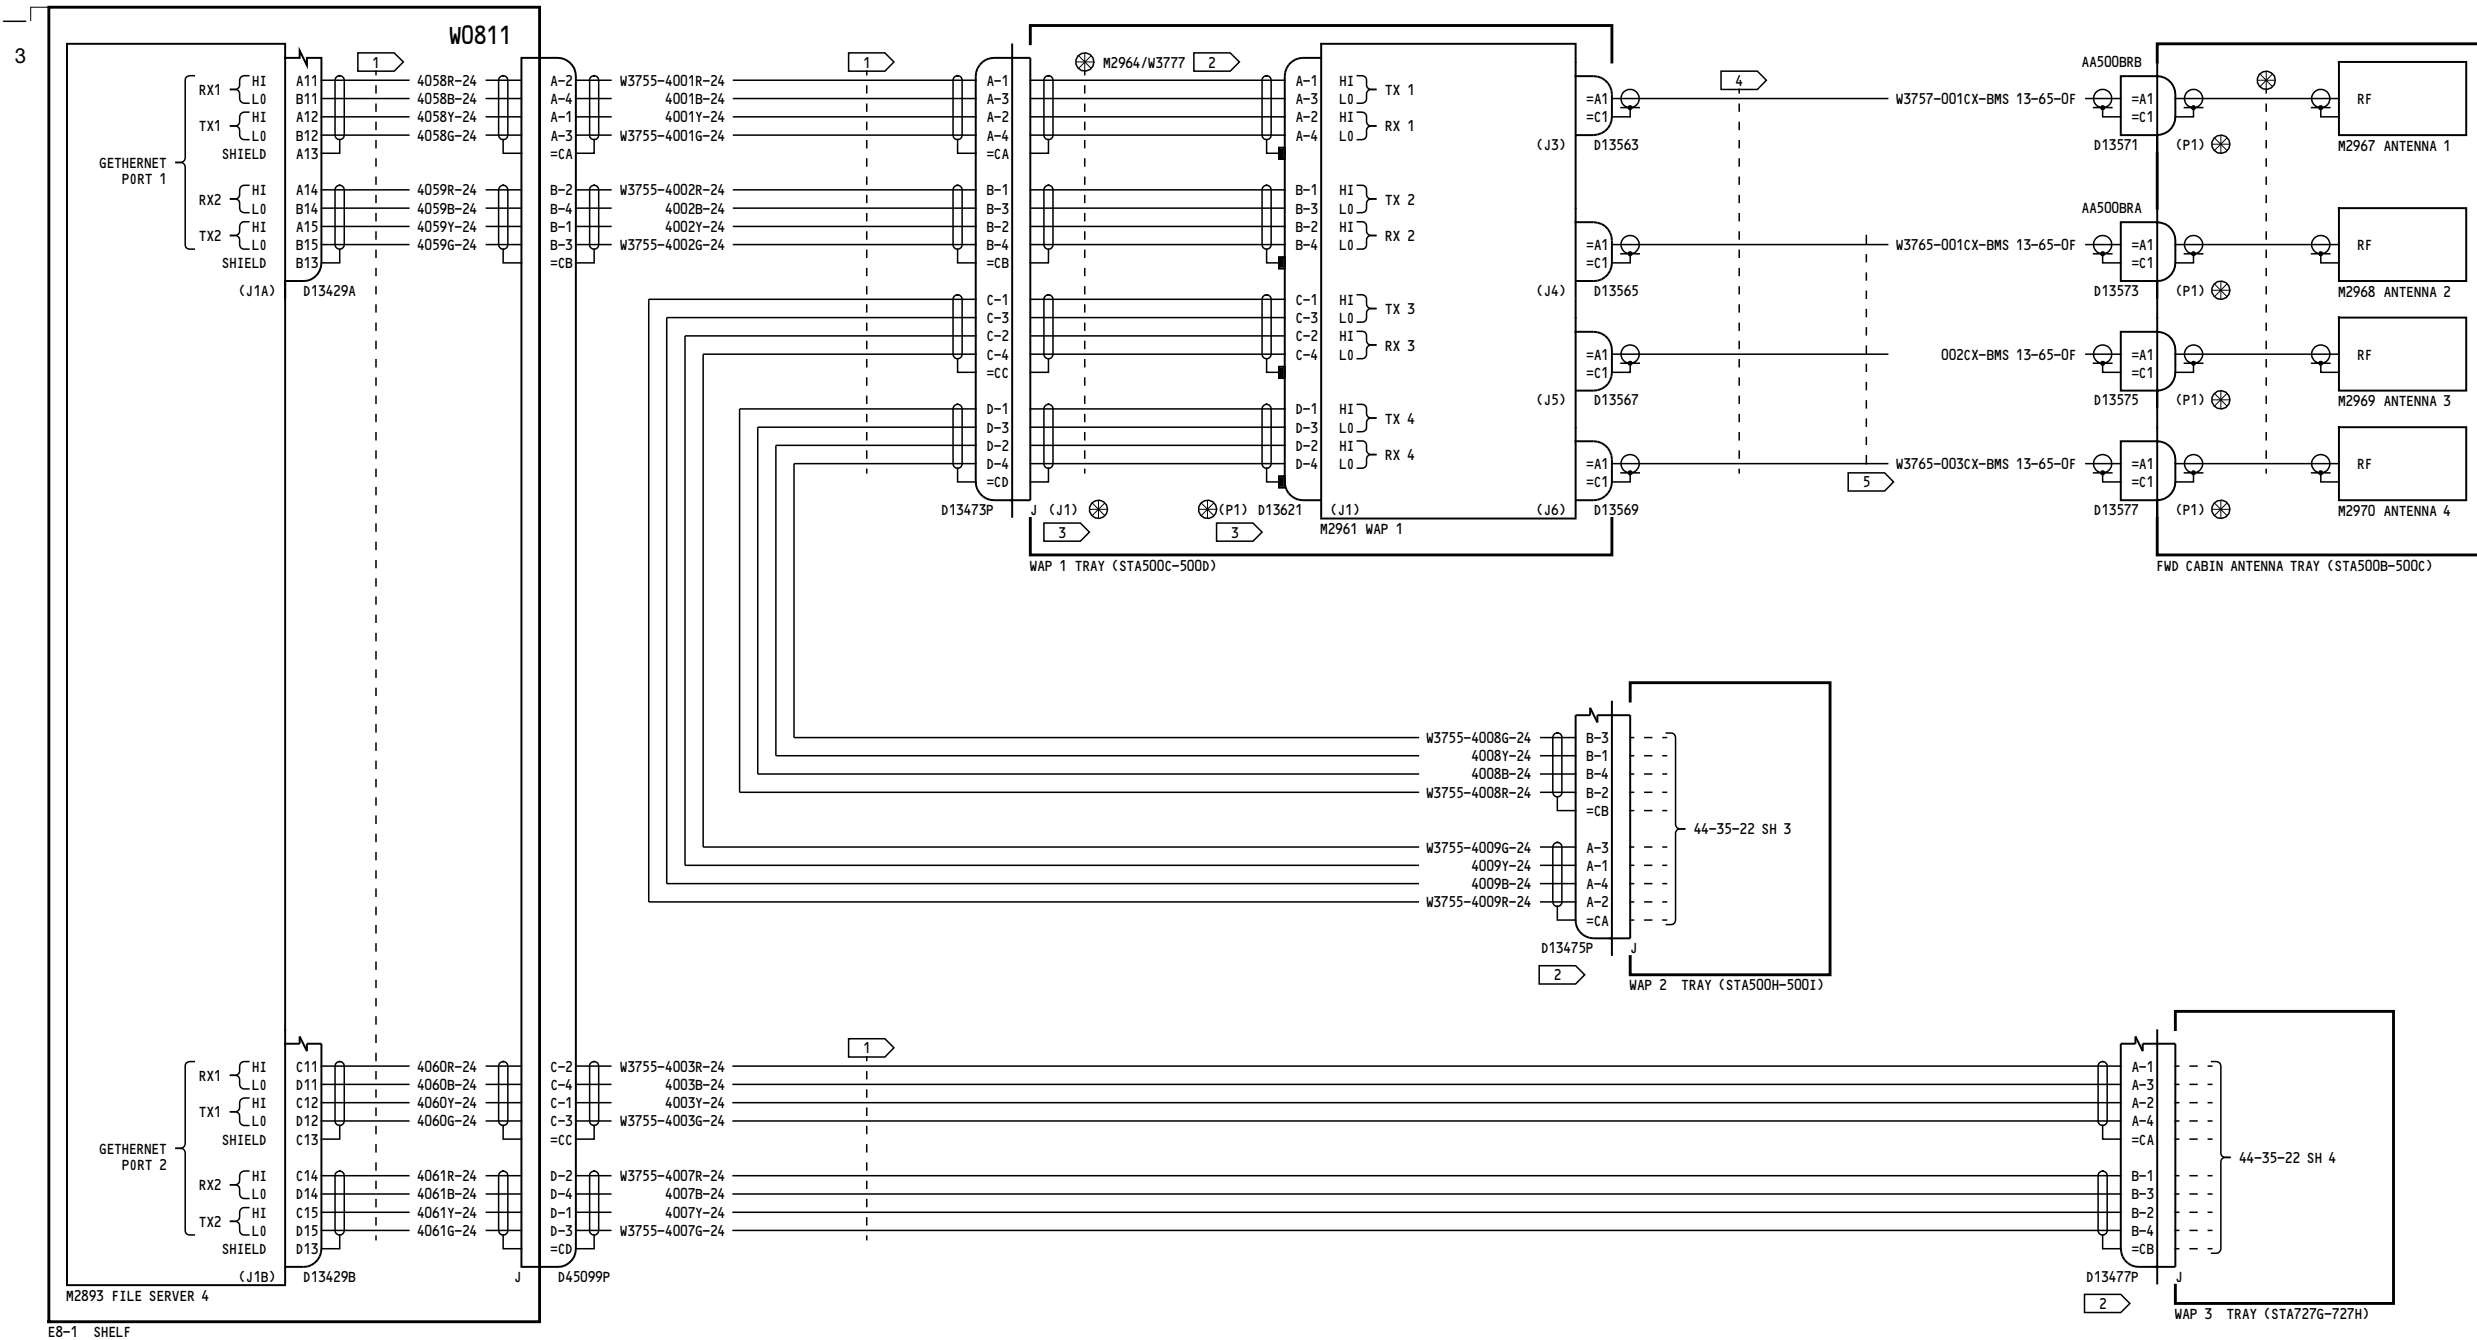 3
W0811
1
1
M2964/W3777
2
4
AA500BRB
RX1 HI A11 4058R-24 A-2 W3755-4001R-24 A-1 A-1 HI TX 1
LO B11 4058B-24 A-4 4001B-24 A-3 A-3 LO =A1 W3757-001CX-BMS 13-65-0F =A1 RF
TX1 HI A12 4058Y-24 A-1 4001Y-24 A-2 A-2 HI RX 1 =C1 =C1
LO B12 4058G-24 A-3 W3755-4001G-24 A-4 A-4 LO
SHIELD A13 =CA =CA (J3) D13563 D13571 (P1) M2967 ANTENNA 1
GETHERNET
PORT 1
RX2 HI A14 4059R-24 B-2 W3755-4002R-24 B-1 B-1 HI TX 2
LO B14 4059B-24 B-4 4002B-24 B-3 B-3 LO AA500BRA
TX2 HI A15 4059Y-24 B-1 4002Y-24 B-2 B-2 HI RX 2
LO B15 4059G-24 B-3 W3755-4002G-24 B-4 B-4 LO =A1 W3765-001CX-BMS 13-65-0F =A1 RF
SHIELD B13 =CB =CB =C1 =C1
(J1A) D13429A (J4) D13565 D13573 (P1) M2968 ANTENNA 2
C-1 C-1 HI TX 3
C-3 C-3 LO
C-2 C-2 HI RX 3
C-4 C-4 LO =A1 002CX-BMS 13-65-0F =A1 RF
=CC =C1 =C1
(J5) D13567 D13575 (P1) M2969 ANTENNA 3
D-1 D-1 HI TX 4
D-3 D-3 LO
D-2 D-2 HI RX 4
D-4 D-4 LO =A1 W3765-003CX-BMS 13-65-0F =A1 RF
=CD =C1 5 =C1
D13473P J (J1) (P1) D13621 (J1) (J6) D13569 D13577 (P1) M2970 ANTENNA 4
3 3 M2961 WAP 1
WAP 1 TRAY (STA500C-500D)
FWD CABIN ANTENNA TRAY (STA500B-500C)
W3755-4008G-24 B-3
4008Y-24 B-1
4008B-24 B-4
W3755-4008R-24 B-2
=CB
44-35-22 SH 3
W3755-4009G-24 A-3
4009Y-24 A-1
4009B-24 A-4
W3755-4009R-24 A-2
=CA
D13475P J
2
WAP 2 TRAY (STA500H-500I)
1
RX1 HI C11 4060R-24 C-2 W3755-4003R-24 A-1
LO D11 4060B-24 C-4 4003B-24 A-3
TX1 HI C12 4060Y-24 C-1 4003Y-24 A-2
LO D12 4060G-24 C-3 W3755-4003G-24 A-4
SHIELD C13 =CC =CA
GETHERNET
PORT 2
44-35-22 SH 4
RX2 HI C14 4061R-24 D-2 W3755-4007R-24 B-1
LO D14 4061B-24 D-4 4007B-24 B-3
TX2 HI C15 4061Y-24 D-1 4007Y-24 B-2
LO D15 4061G-24 D-3 W3755-4007G-24 B-4
SHIELD D13 =CD =CB
(J1B) D13429B J D45099P D13477P J
M2893 FILE SERVER 4
2
WAP 3 TRAY (STA727G-727H)
E8-1 SHELF